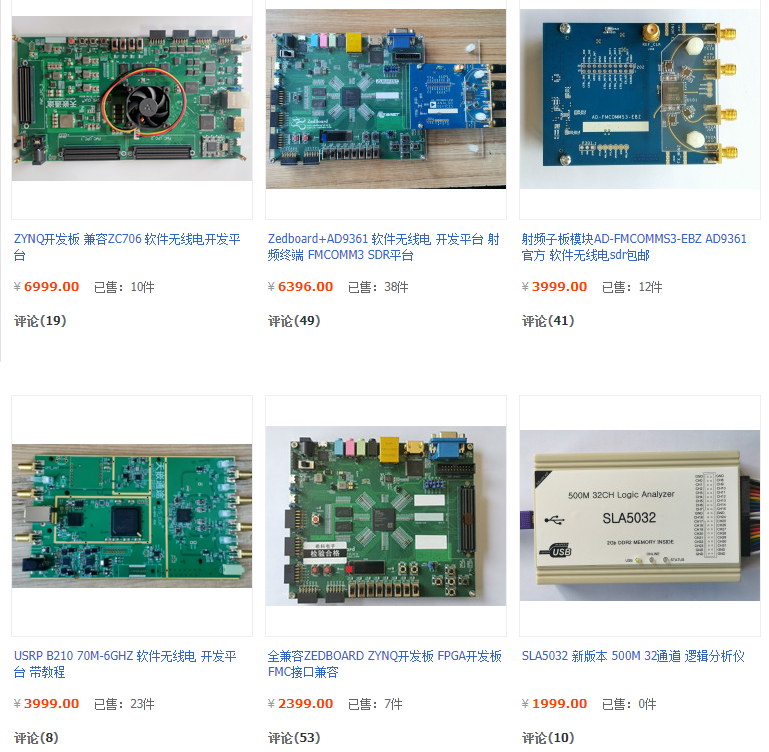 ZYNQ开发板 兼容ZC706 软件无线电开发平
台
¥ 6999.00 已售：10件
评论(19)
Zedboard+AD9361 软件无线电 开发平台 射
频终端 FMCOMM3 SDR平台
¥ 6396.00 已售：38件
评论(49)
AD-FMCOMMS3-EBZ
射频子板模块AD-FMCOMMS3-EBZ AD9361
官方 软件无线电sdr包邮
¥ 3999.00 已售：12件
评论(41)
USRP B210 70M-6GHZ 软件无线电 开发平
台 带教程
¥ 3999.00 已售：23件
评论(8)
检验合格
全兼容ZEDBOARD ZYNQ开发板 FPGA开发板
FMC接口兼容
¥ 2399.00 已售：7件
评论(53)
500M 32CH Logic Analyzer
SLA5032
2Gb DDR2 MEMORY INSIDE
USB ONLINE STATUS
USB
SLA5032 新版本 500M 32通道 逻辑分析仪
¥ 1999.00 已售：0件
评论(10)